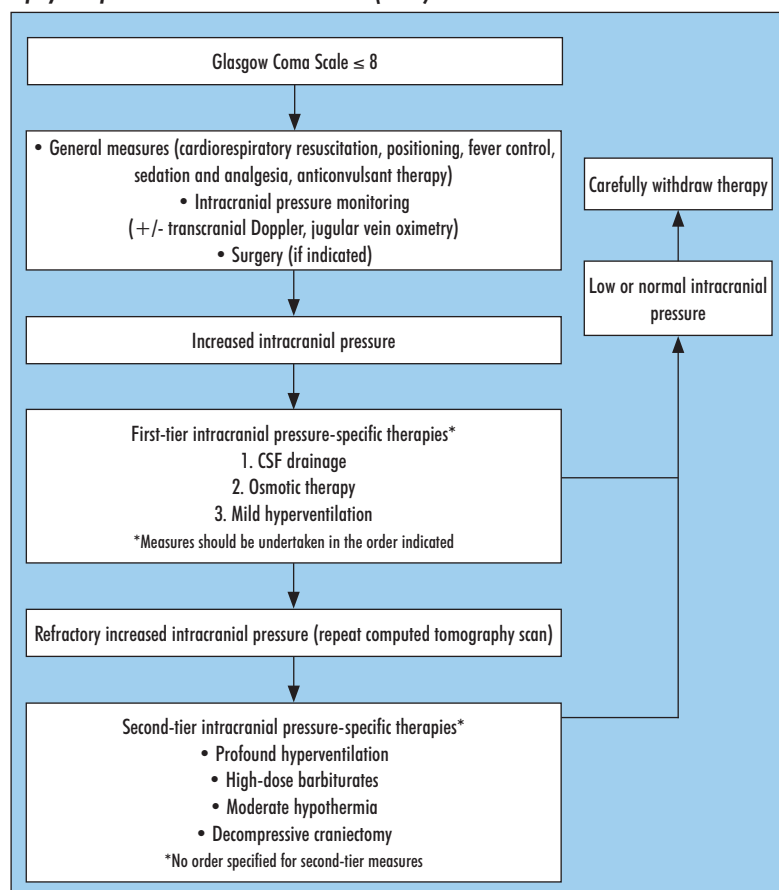 Glasgow Coma Scale ≤ 8
• General measures (cardiorespiratory resuscitation, positioning, fever control,
sedation and analgesia, anticonvulsant therapy)
• Intracranial pressure monitoring
(+/- transcranial Doppler, jugular vein oximetry)
• Surgery (if indicated)
Carefully withdraw therapy
Low or normal intracranial
pressure
Increased intracranial pressure
First-tier intracranial pressure-specific therapies*
1. CSF drainage
2. Osmotic therapy
3. Mild hyperventilation
*Measures should be undertaken in the order indicated
Refractory increased intracranial pressure (repeat computed tomography scan)
Second-tier intracranial pressure-specific therapies*
• Profound hyperventilation
• High-dose barbiturates
• Moderate hypothermia
• Decompressive craniectomy
*No order specified for second-tier measures